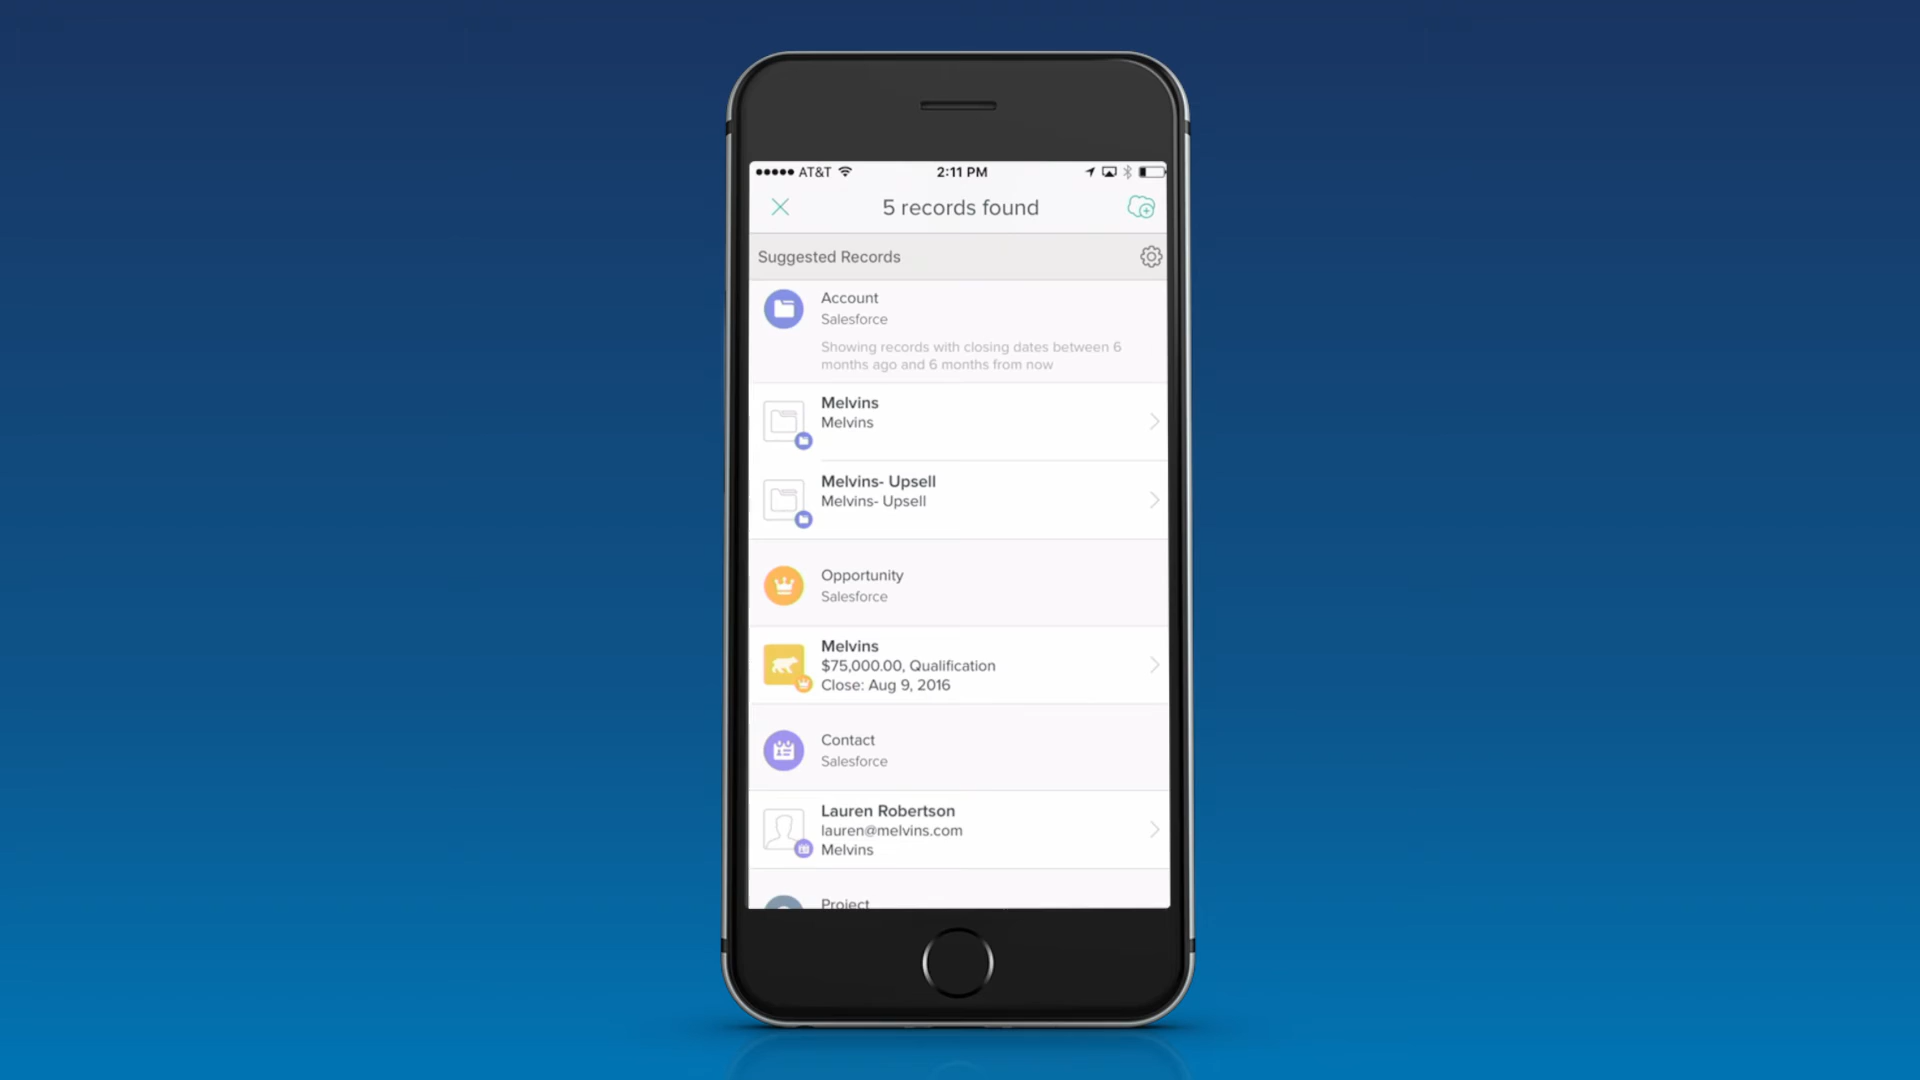 AT&T
2:11 PM
5 records found
Suggested Records
Account
Salesforce
Showing records with closing dates between 6
months ago and 6 months from now
Melvins
Melvins
Melvins- Upsell
Melvins- Upsell
Opportunity
Salesforce
Melvins
$75,000.00, Qualification
Close: Aug 9, 2016
Contact
Salesforce
Lauren Robertson
lauren@melvins.com
Melvins
Project